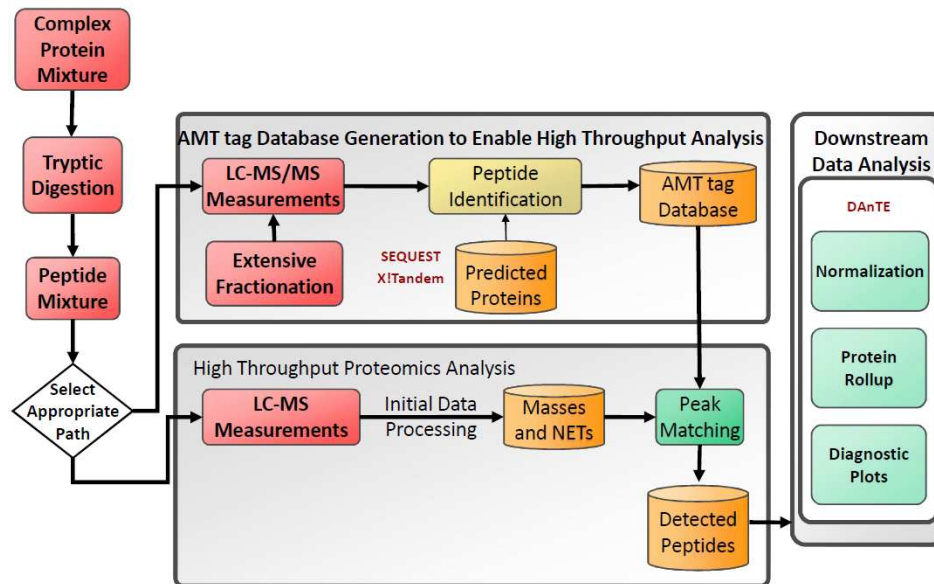 Complex
Protein
Mixture
Tryptic
Digestion
Peptide
Mixture
Select
Appropriate
Path
AMT tag Database Generation to Enable High Throughput Analysis
LC-MS/MS
Measurements
Peptide
Identification
AMT tag
Database
Extensive
Fractionation
SEQUEST
X!Tandem
Predicted
Proteins
High Throughput Proteomics Analysis
LC-MS
Measurements
Initial Data
Processing
Masses
and NETs
Peak
Matching
Detected
Peptides
Downstream
Data Analysis
DAnTE
Normalization
Protein
Rollup
Diagnostic
Plots